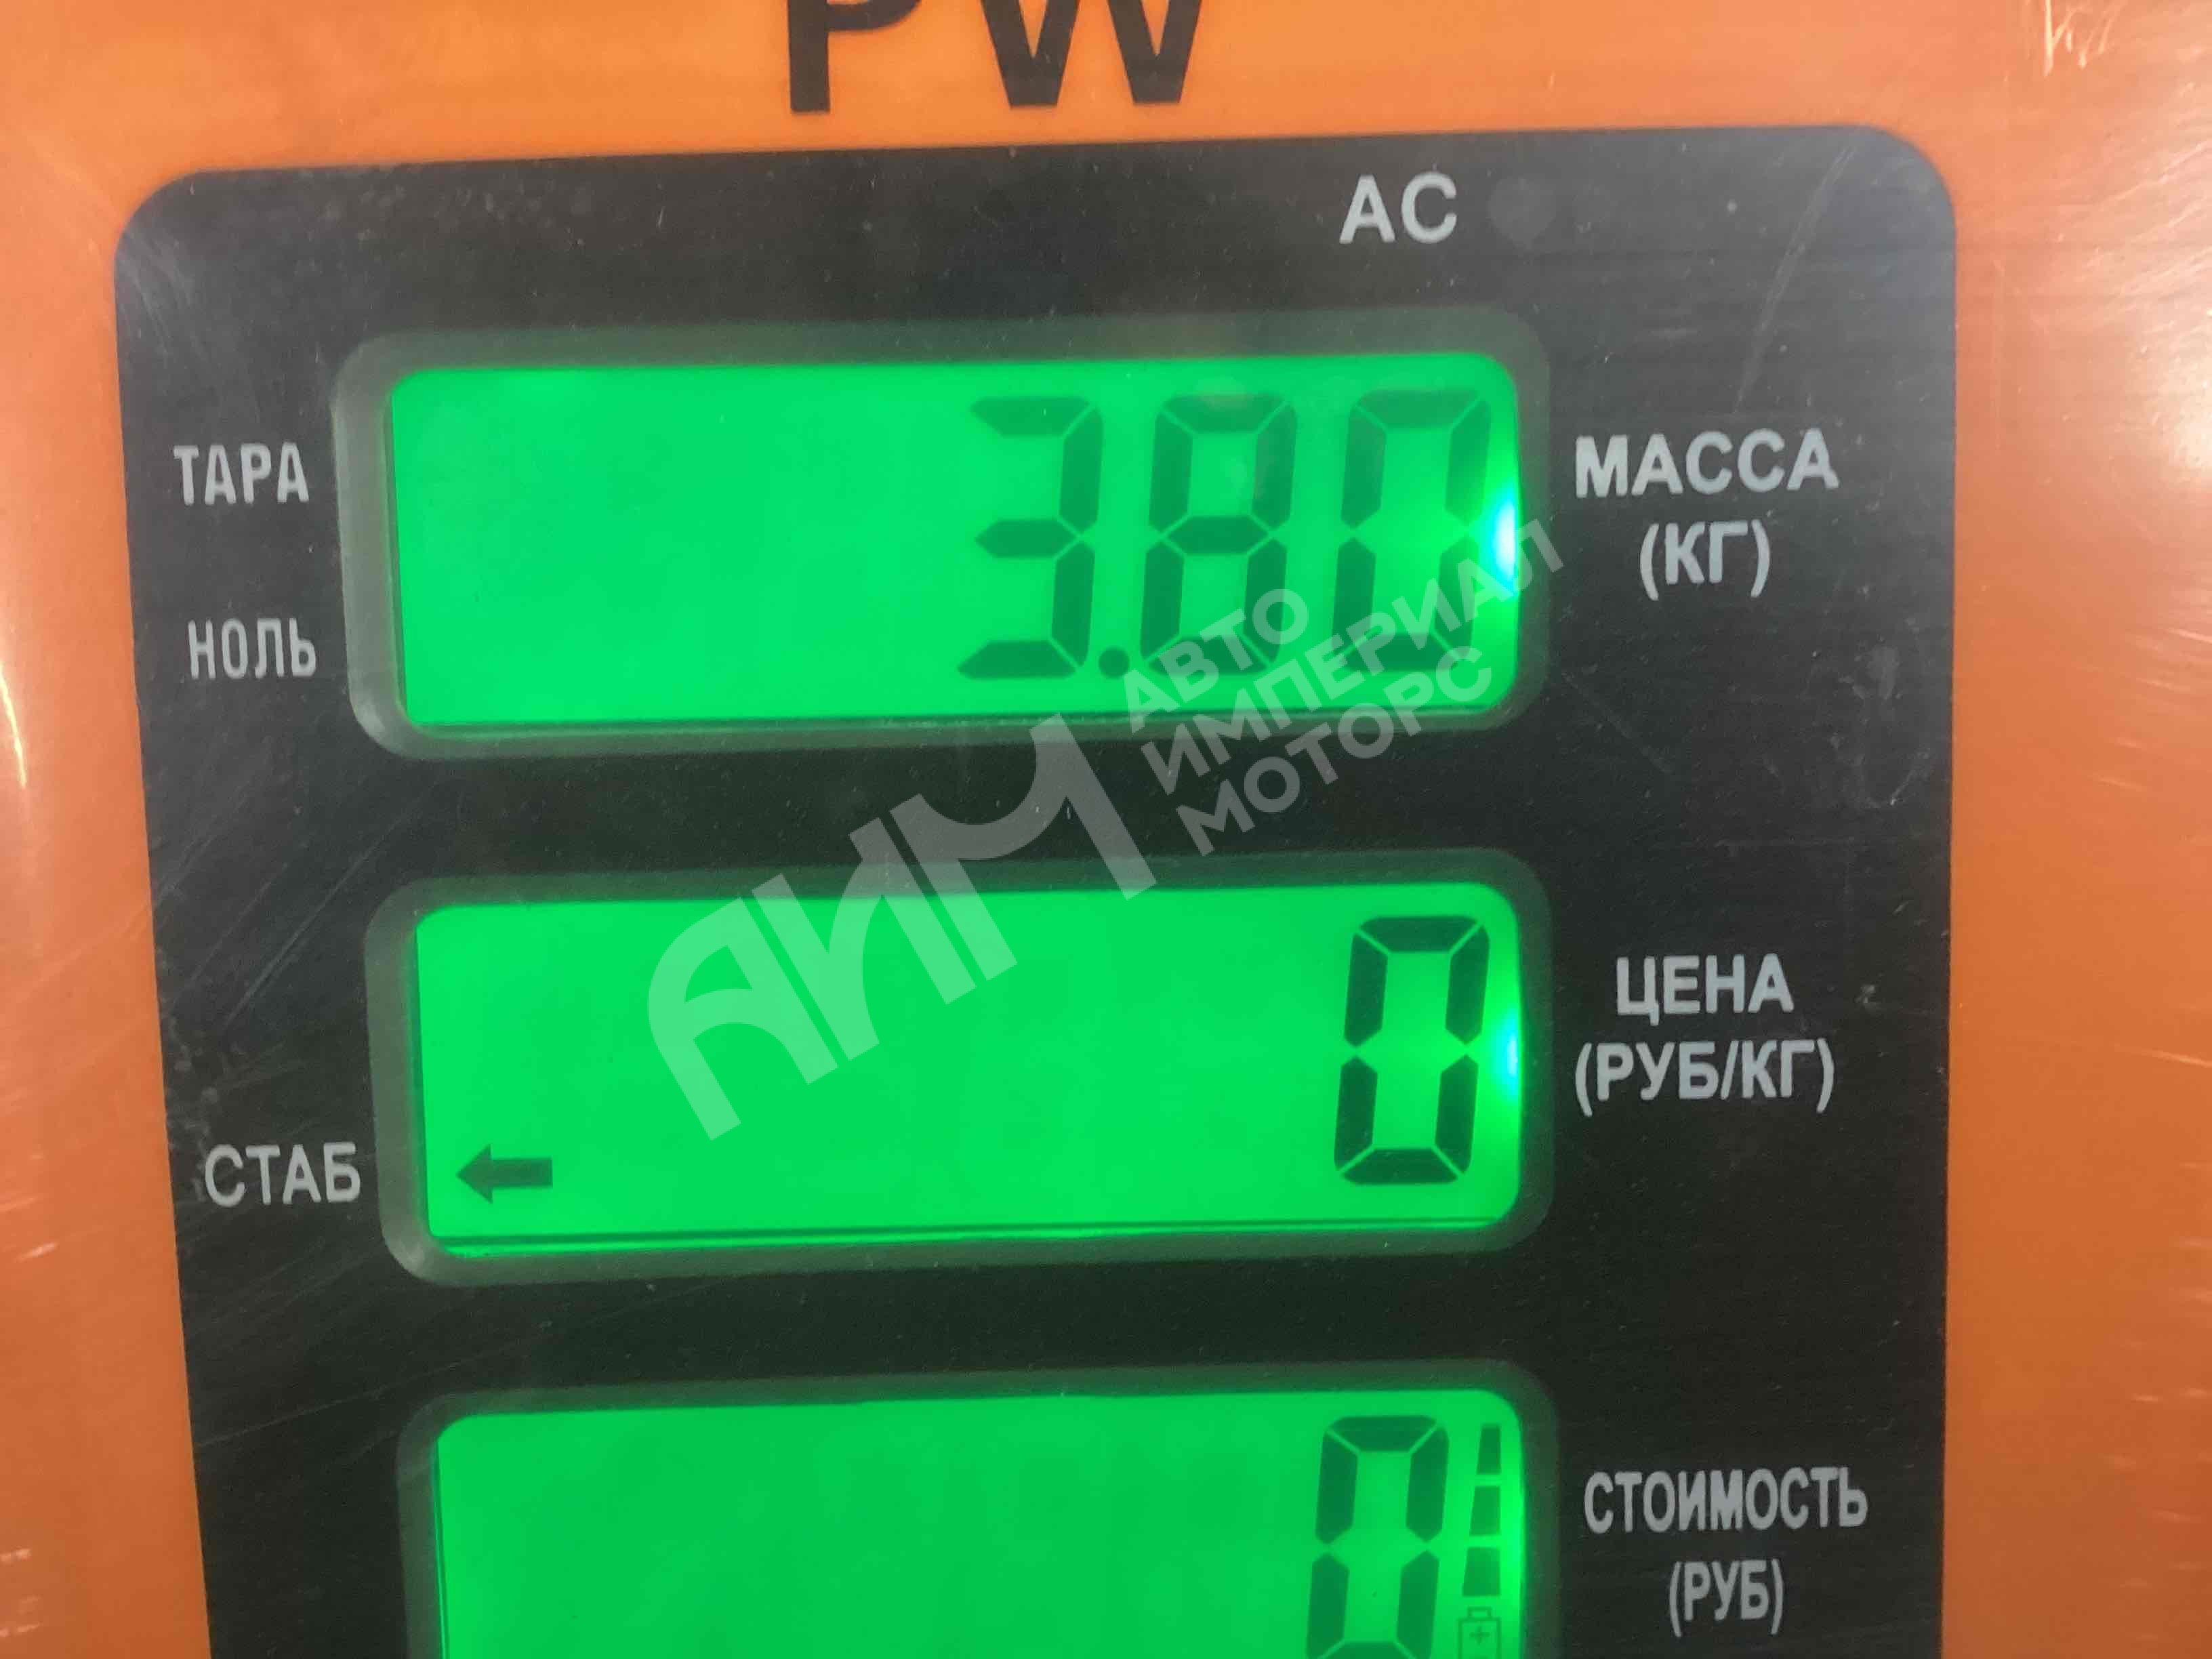 PW
AC
3.80
ТАРА
МАССА
(КГ)
НОЛЬ
АВТО
ИМПЕРИАЛ
МОТОРС
АИМ
0
ЦЕНА
(РУБ/КГ)
СТАБ
0
СТОИМОСТЬ
(РУБ)